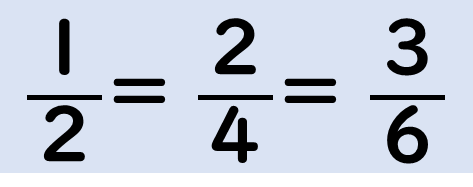 1/2 = 2/4 = 3/6